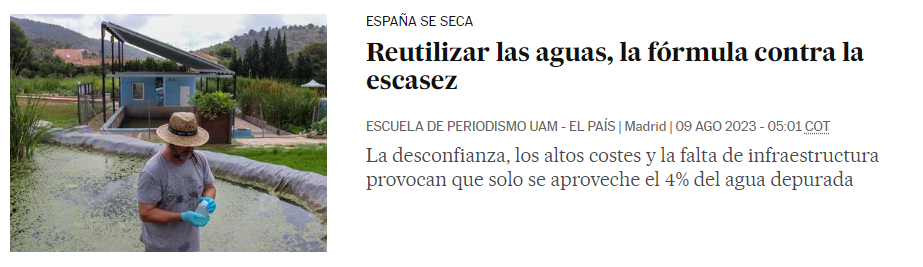 ESPAÑA SE SECA
Reutilizar las aguas, la fórmula contra la
escasez
ESCUELA DE PERIODISMO UAM - EL PAÍS | Madrid | 09 AGO 2023 - 05:01 COT
La desconfianza, los altos costes y la falta de infraestructura
provocan que solo se aproveche el 4% del agua depurada